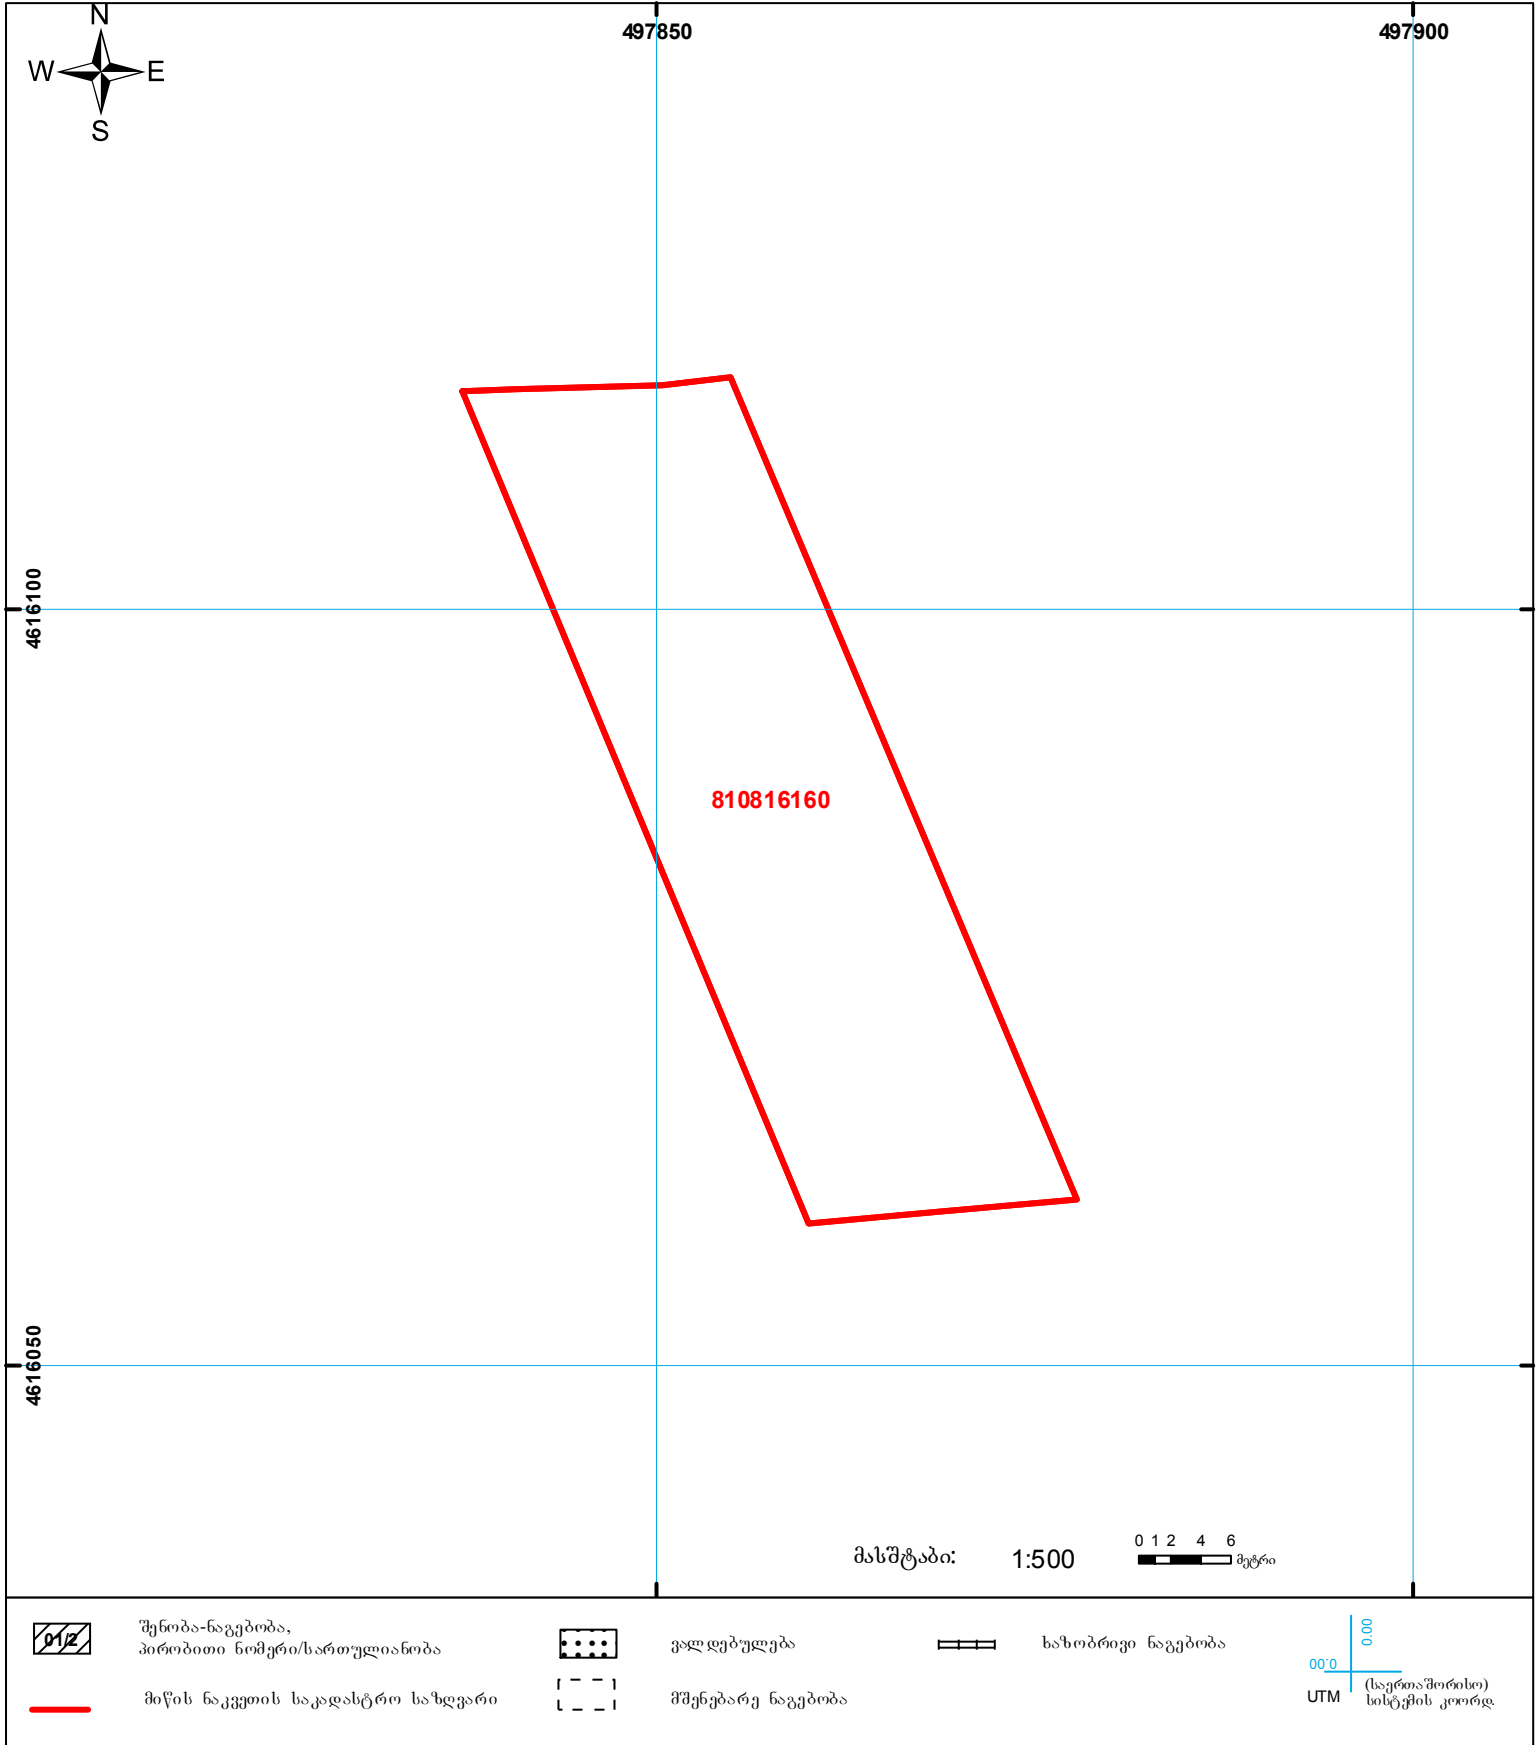 N
W E
S
497850
497900
4616100
4616050
810816160
მასშტაბი: 1:500
0 1 2 4 6
მეტრი
01/2
შენობა-ნაგებობა,
პირობითი ნომერი/სართულიანობა
ვალდებულება
ხაზობრივი ნაგებობა
მიწის ნაკვეთის საკადასტრო საზღვარი
მშენებარე ნაგებობა
00.0
0.00
UTM
(საერთაშორისო)
სისტემის კოორდ.